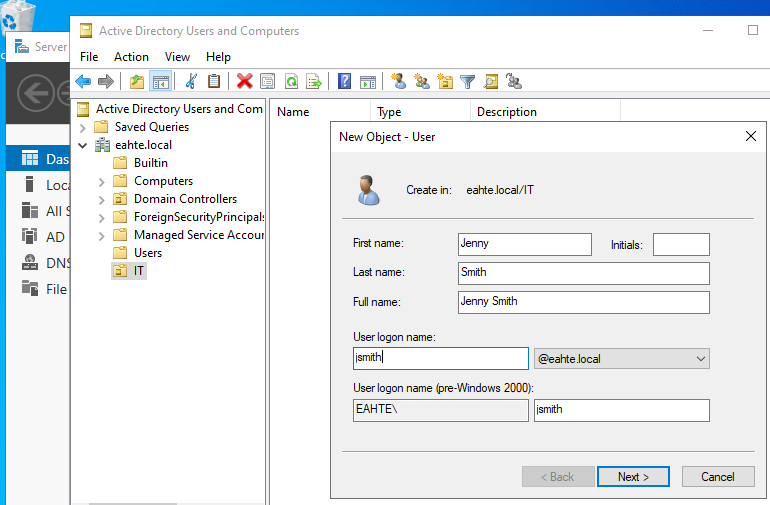 Active Directory Users and Computers
File Action View Help
Server
Active Directory Users and Com
Saved Queries
eahte.local
Builtin
Computers
Domain Controllers
ForeignSecurityPrincipals
Managed Service Accour
Users
IT
Das
Loca
All S
AD
DNS
File
Name Type Description
New Object - User
Create in: eahte.local/IT
First name: Jenny Initials:
Last name: Smith
Full name: Jenny Smith
User logon name:
jsmith @eahte.local
User logon name (pre-Windows 2000):
EAHTE\ jsmith
< Back Next > Cancel